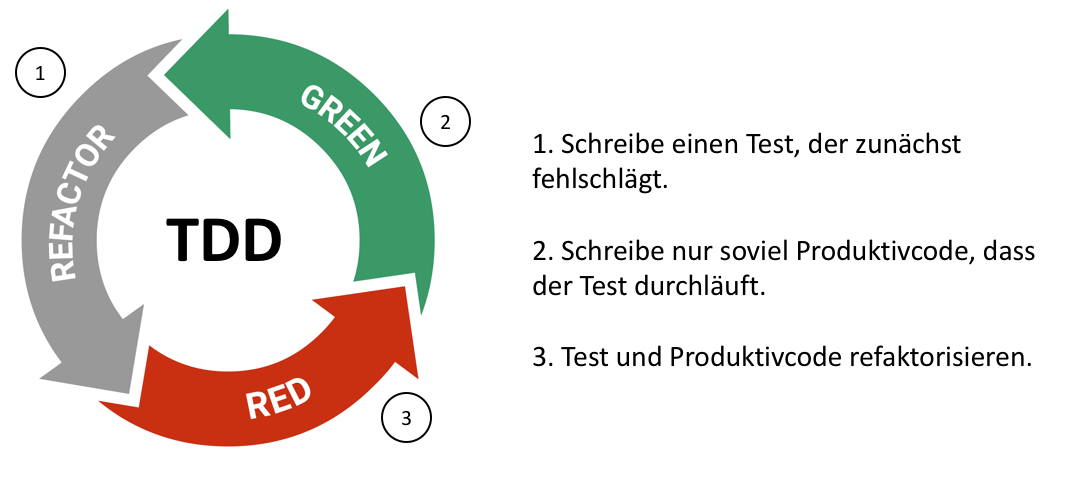 1
REFACTOR
GREEN
2
TDD
RED
3
1. Schreibe einen Test, der zunächst
fehlschlägt.
2. Schreibe nur soviel Produktivcode, dass
der Test durchläuft.
3. Test und Produktivcode refaktorisieren.